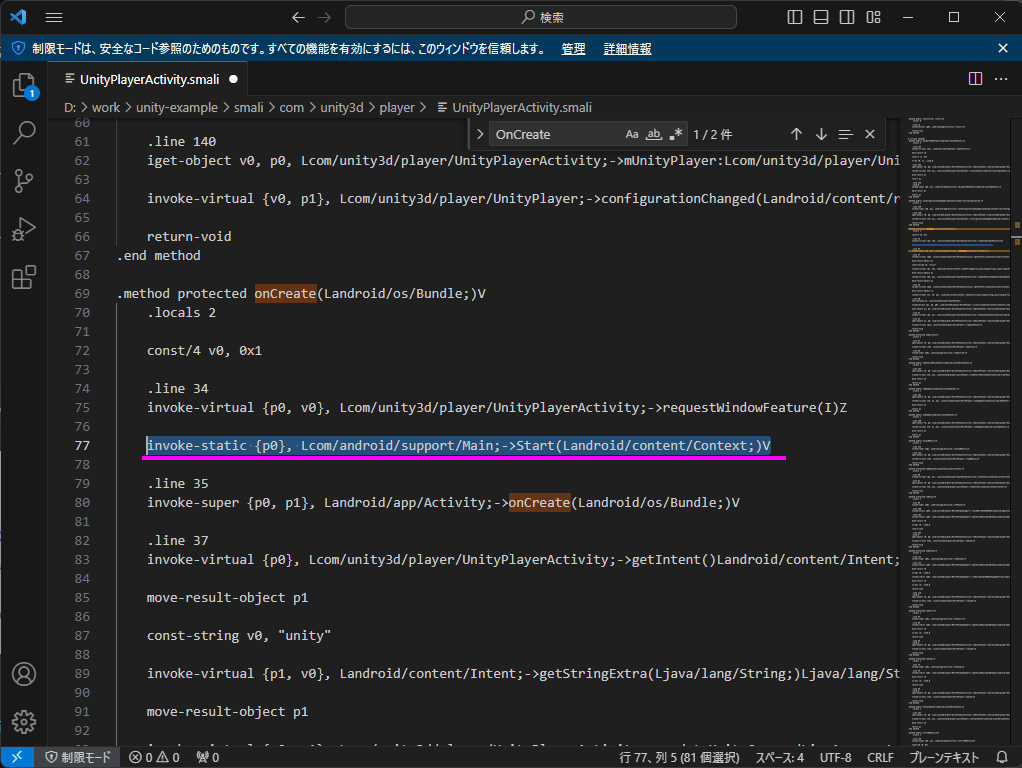 検索
制限モードは、安全なコード参照のためのものです。すべての機能を有効にするには、このウィンドウを信頼します。 管理 詳細情報
1
UnityPlayerActivity.smali
D: > work > unity-example > smali > com > unity3d > player > UnityPlayerActivity.smali
OnCreate Aa ab 1 / 2 件
60
61 .line 140
62 iget-object v0, p0, Lcom/unity3d/player/UnityPlayerActivity;->mUnityPlayer:Lcom/unity3d/player/Uni
63
64 invoke-virtual {v0, p1}, Lcom/unity3d/player/UnityPlayer;->configurationChanged(Landroid/content/r
65
66 return-void
67 .end method
68
69 .method protected onCreate(Landroid/os/Bundle;)V
70 .locals 2
71
72 const/4 v0, 0x1
73
74 .line 34
75 invoke-virtual {p0, v0}, Lcom/unity3d/player/UnityPlayerActivity;->requestWindowFeature(I)Z
76
77 invoke-static {p0}, Lcom/android/support/Main;->Start(Landroid/content/Context;)V
78
79 .line 35
80 invoke-super {p0, p1}, Landroid/app/Activity;->onCreate(Landroid/os/Bundle;)V
81
82 .line 37
83 invoke-virtual {p0}, Lcom/unity3d/player/UnityPlayerActivity;->getIntent()Landroid/content/Intent;
84
85 move-result-object p1
86
87 const-string v0, "unity"
88
89 invoke-virtual {p1, v0}, Landroid/content/Intent;->getStringExtra(Ljava/lang/String;)Ljava/lang/St
90
91 move-result-object p1
92
制限モード 0 0 0 行 77、列 5 (81 個選択) スペース: 4 UTF-8 CRLF プレーンテキスト